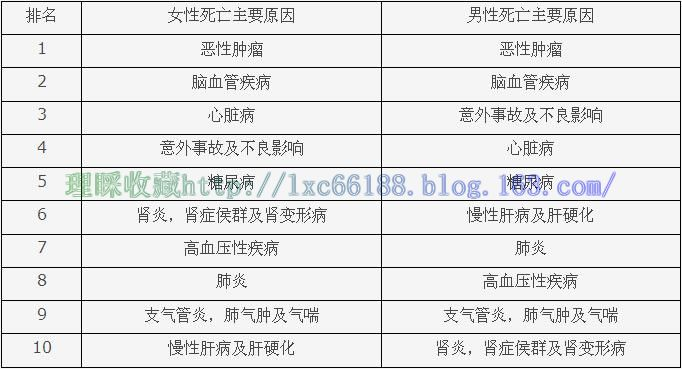 排名 女性死亡主要原因 男性死亡主要原因
1 恶性肿瘤 恶性肿瘤
2 脑血管疾病 脑血管疾病
3 心脏病 意外事故及不良影响
4 意外事故及不良影响 心脏病
5 糖尿病 糖尿病
理睬收藏http://lxc66188.blog.163.com/
6 肾炎，肾症侯群及肾变形病 慢性肝病及肝硬化
7 高血压性疾病 肺炎
8 肺炎 高血压性疾病
9 支气管炎，肺气肿及气喘 支气管炎，肺气肿及气喘
10 慢性肝病及肝硬化 肾炎，肾症侯群及肾变形病